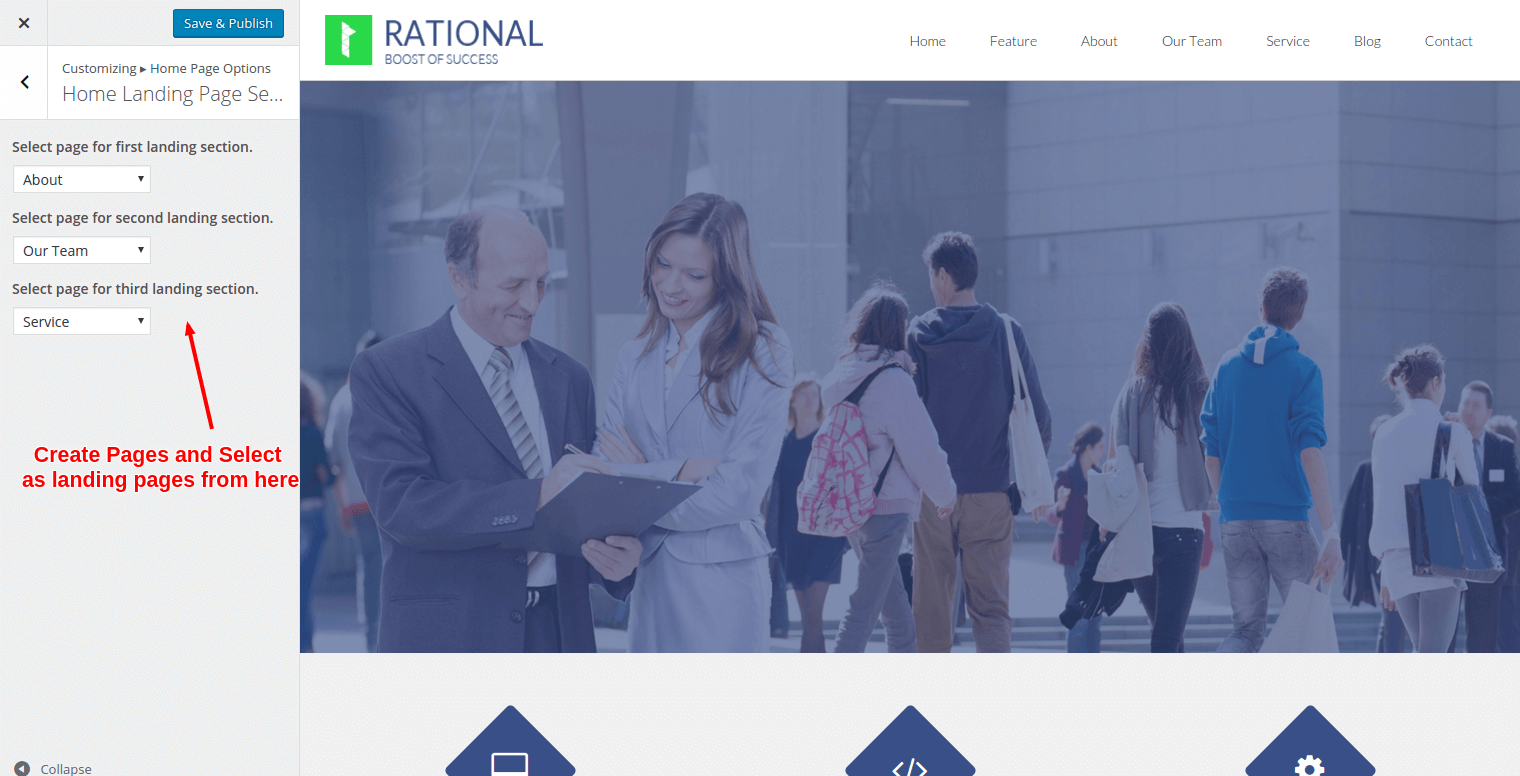 Save & Publish
Customizing ▸ Home Page Options
Home Landing Page Se...
Select page for first landing section.
About
Select page for second landing section.
Our Team
Select page for third landing section.
Service
Create Pages and Select
as landing pages from here
Collapse
RATIONAL
BOOST OF SUCCESS
Home Feature About Our Team Service Blog Contact